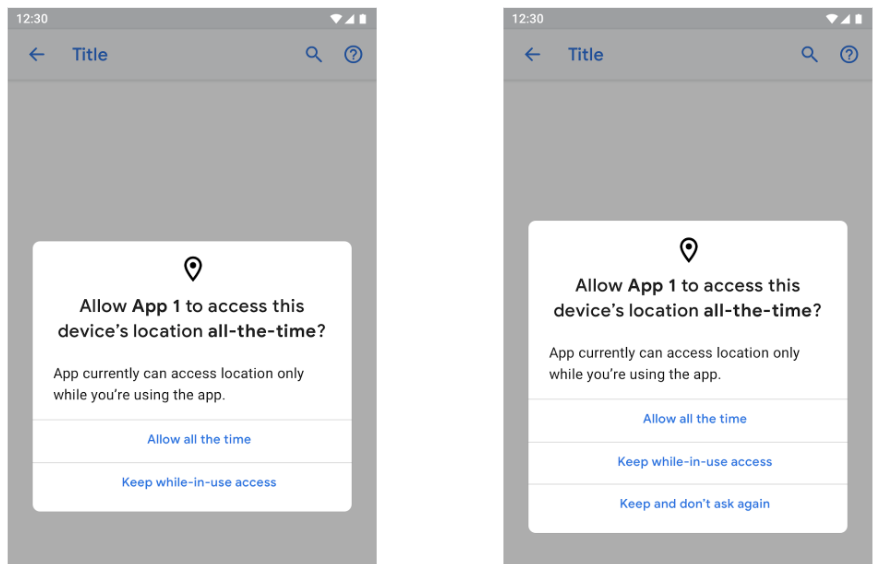 12:30
Title
Allow App 1 to access this
device's location all-the-time?
App currently can access location only
while you're using the app.
Allow all the time
Keep while-in-use access
12:30
Title
Allow App 1 to access this
device's location all-the-time?
App currently can access location only
while you're using the app.
Allow all the time
Keep while-in-use access
Keep and don't ask again